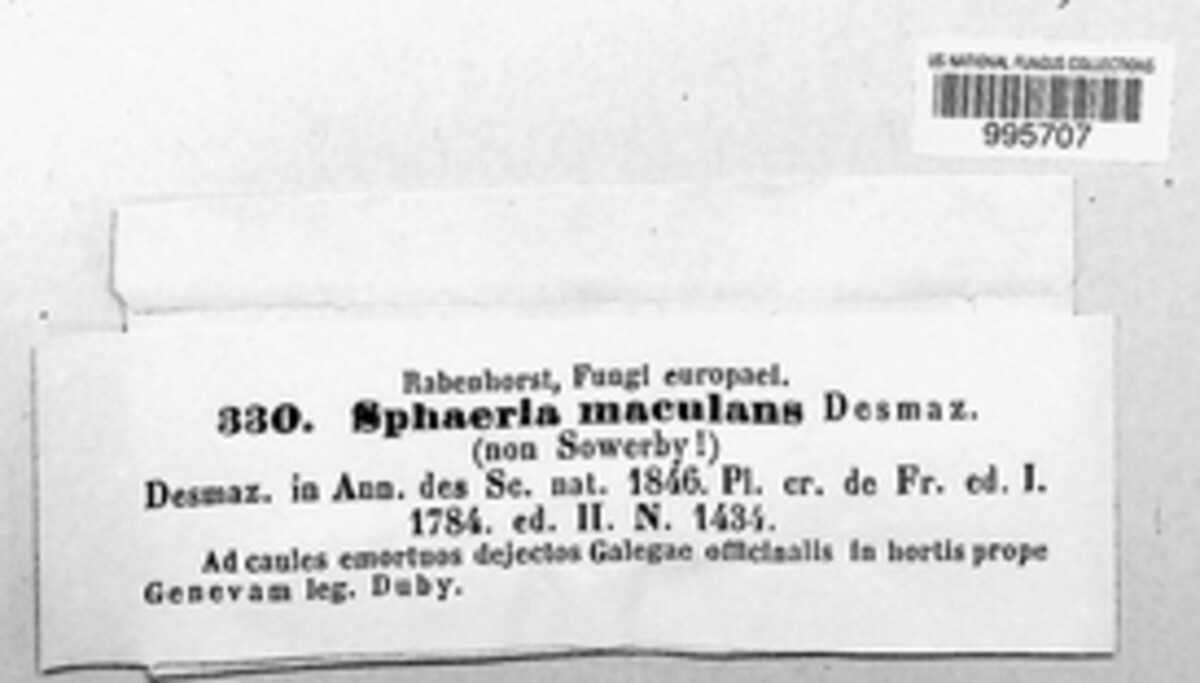 US NATIONAL FUNGUS COLLECTIONS
995707
Rabenhorst, Fungi europaei.
330. Sphaeria maculans Desmaz.
(non Sowerby!)
Desmaz. in Ann. des Sc. nat. 1846. Pl. cr. de Fr. ed. I.
1784. ed. II. N. 1434.
Ad caules emortuos dejectos Galegae officinalis in hortis prope
Genevam leg. Duby.